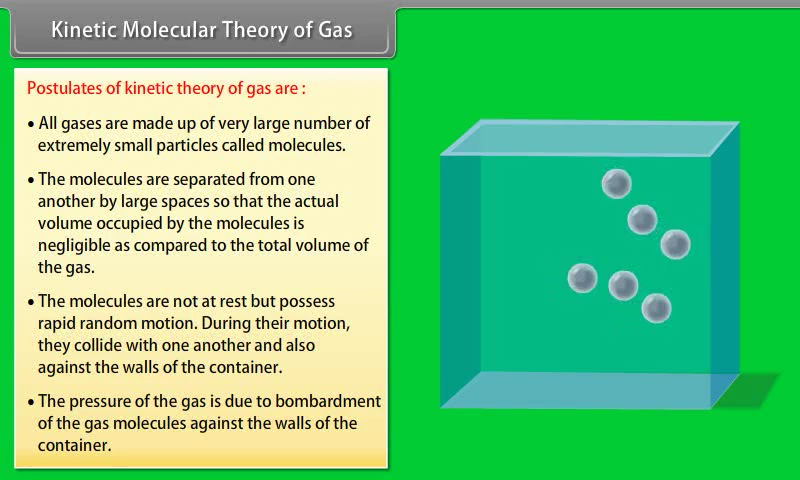 Kinetic Molecular Theory of Gas
Postulates of kinetic theory of gas are :
• All gases are made up of very large number of
extremely small particles called molecules.
• The molecules are separated from one
another by large spaces so that the actual
volume occupied by the molecules is
negligible as compared to the total volume of
the gas.
• The molecules are not at rest but possess
rapid random motion. During their motion,
they collide with one another and also
against the walls of the container.
• The pressure of the gas is due to bombardment
of the gas molecules against the walls of the
container.